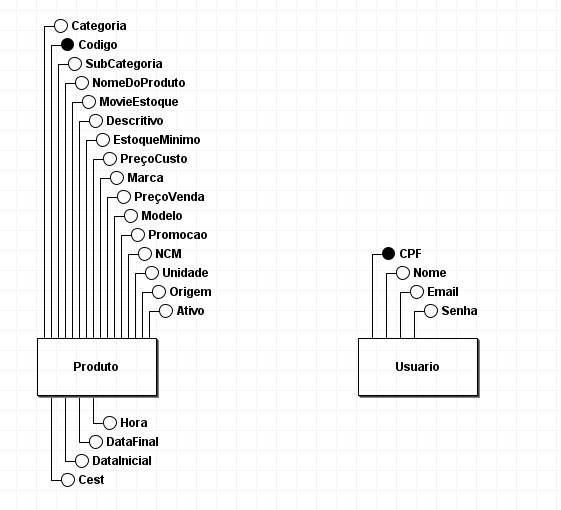 Categoria
Codigo
SubCategoria
NomeDoProduto
MovieEstoque
Descritivo
EstoqueMinimo
PreçoCusto
Marca
PreçoVenda
Modelo
Promocao
NCM
Unidade
Origem
Ativo
Produto
Hora
DataFinal
DataInicial
Cest
CPF
Nome
Email
Senha
Usuario